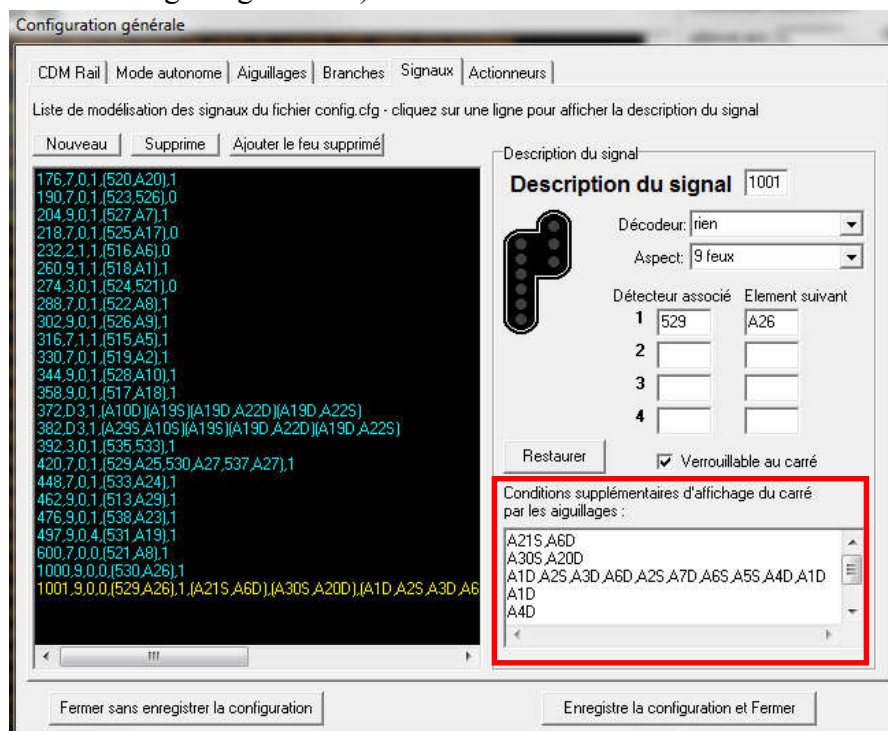 Configuration générale
CDM Rail Mode autonome Aiguillages Branches Signaux Actionneurs
Liste de modélisation des signaux du fichier config.cfg - cliquez sur une ligne pour afficher la description du signal
Nouveau Supprime Ajouter le feu supprimé
176,7,0,1,(520,A20),1
190,7,0,1,(523,526),0
204,9,0,1,(527,A7),1
218,7,0,1,(525,A17),0
232,2,1,1,(516,A6),0
260,9,1,1,(518,A1),1
274,3,0,1,(524,521),0
288,7,0,1,(522,A8),1
302,9,0,1,(526,A9),1
316,7,1,1,(515,A5),1
330,7,0,1,(519,A2),1
344,9,0,1,(528,A10),1
358,9,0,1,(517,A18),1
372,D3,1,(A10D)(A19S)(A19D,A22D)(A19D,A22S)
382,D3,1,(A29S,A10S)(A19S)(A19D,A22D)(A19D,A22S)
392,3,0,1,(535,533),1
420,7,0,1,(529,A25,530,A27,537,A27),1
448,7,0,1,(533,A24),1
462,9,0,1,(513,A29),1
476,9,0,1,(538,A23),1
497,9,0,4,(531,A19),1
600,7,0,0,(521,A8),1
1000,9,0,0,(530,A26),1
1001,9,0,0,(529,A26),1,(A21S,A6D),(A30S,A20D),(A1D,A2S,A3D,A6
Description du signal
Description du signal 1001
Décodeur: rien
Aspect: 9 feux
Détecteur associé Element suivant
1 529 A26
2
3
4
Restaurer Verrouillable au carré
Conditions supplémentaires d'affichage du carré
par les aiguillages :
A21S,A6D
A30S,A20D
A1D,A2S,A3D,A6D,A2S,A7D,A6S,A5S,A4D,A1D
A1D
A4D
Fermer sans enregistrer la configuration Enregistre la configuration et Fermer